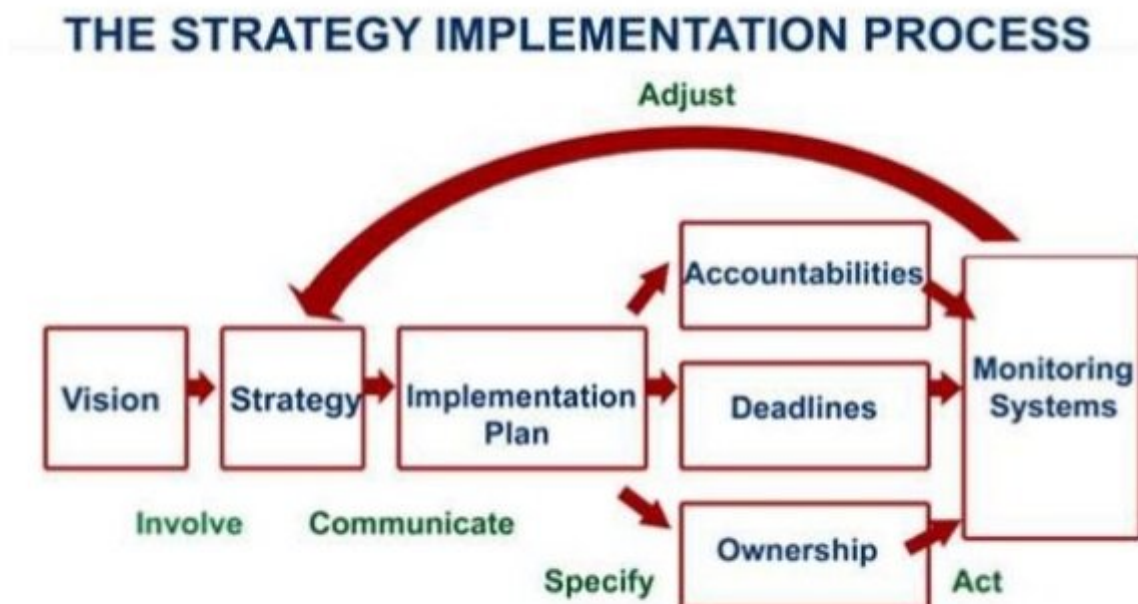 THE STRATEGY IMPLEMENTATION PROCESS
Adjust
Accountabilities
Vision
Strategy
Implementation
Plan
Deadlines
Monitoring
Systems
Involve
Communicate
Ownership
Specify
Act